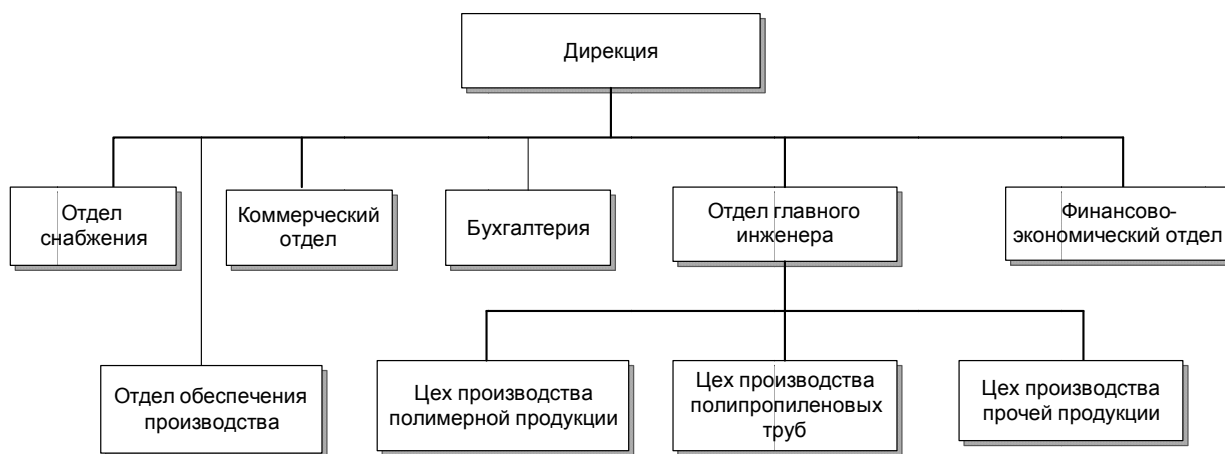 Дирекция
Отдел
снабжения
Коммерческий
отдел
Бухгалтерия
Отдел главного
инженера
Финансово-
экономический отдел
Отдел обеспечения
производства
Цех производства
полимерной продукции
Цех производства
полипропиленовых
труб
Цех производства
прочей продукции